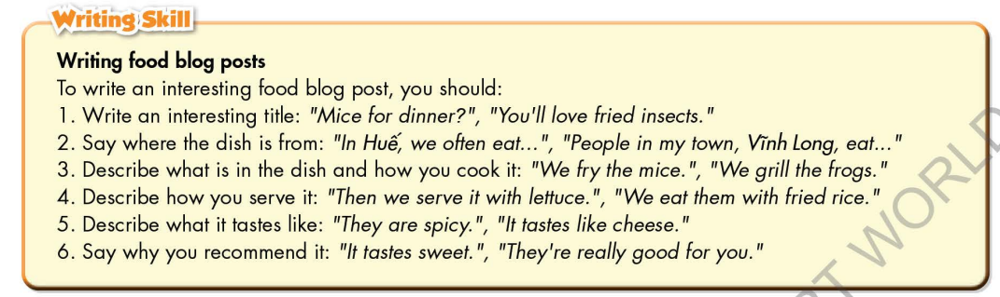 Writing Skill
Writing food blog posts
To write an interesting food blog post, you should:
1. Write an interesting title: "Mice for dinner?", "You'll love fried insects."
2. Say where the dish is from: "In Huế, we often eat...", "People in my town, Vĩnh Long, eat..."
3. Describe what is in the dish and how you cook it: "We fry the mice.", "We grill the frogs."
4. Describe how you serve it: "Then we serve it with lettuce.", "We eat them with fried rice."
5. Describe what it tastes like: "They are spicy.", "It tastes like cheese."
6. Say why you recommend it: "It tastes sweet.", "They're really good for you."
WORLD